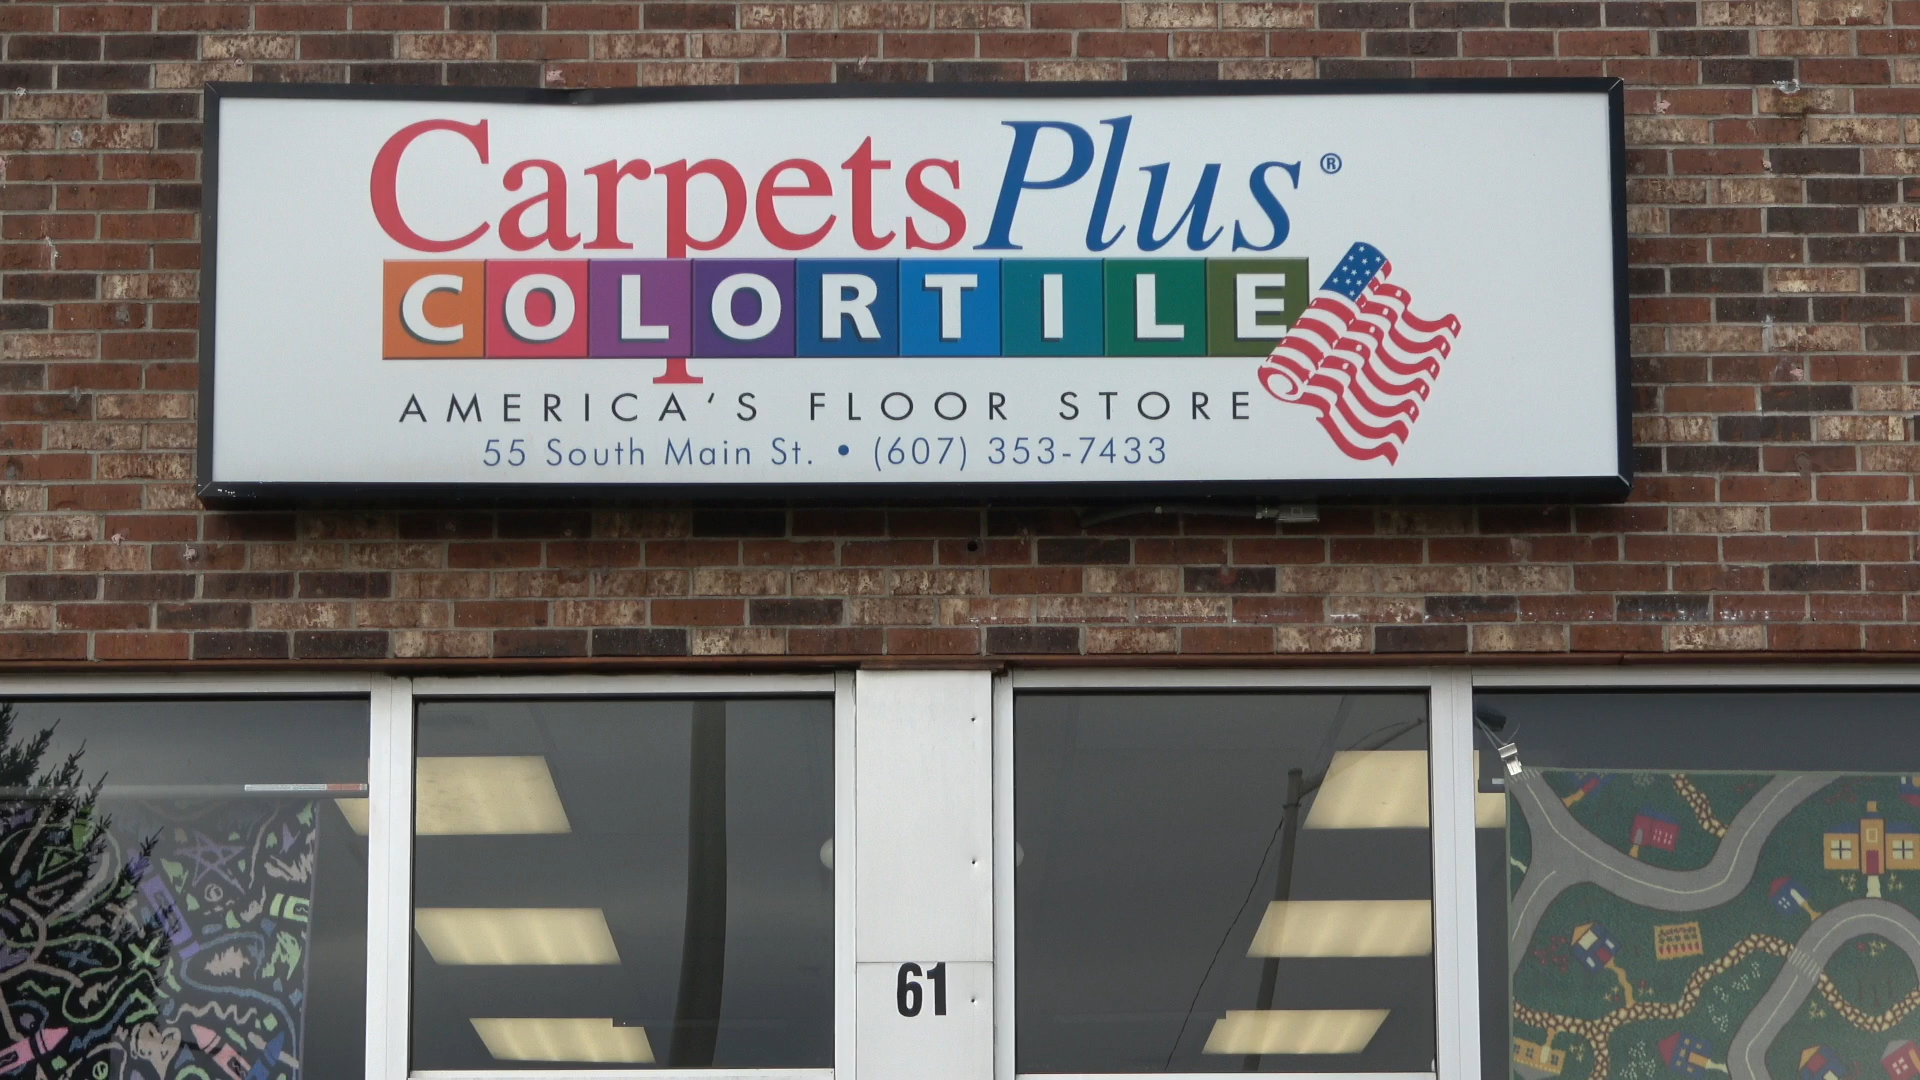 CarpetsPlus®
COLORTILE
AMERICA'S FLOOR STORE
55 South Main St. • (607) 353-7433
61